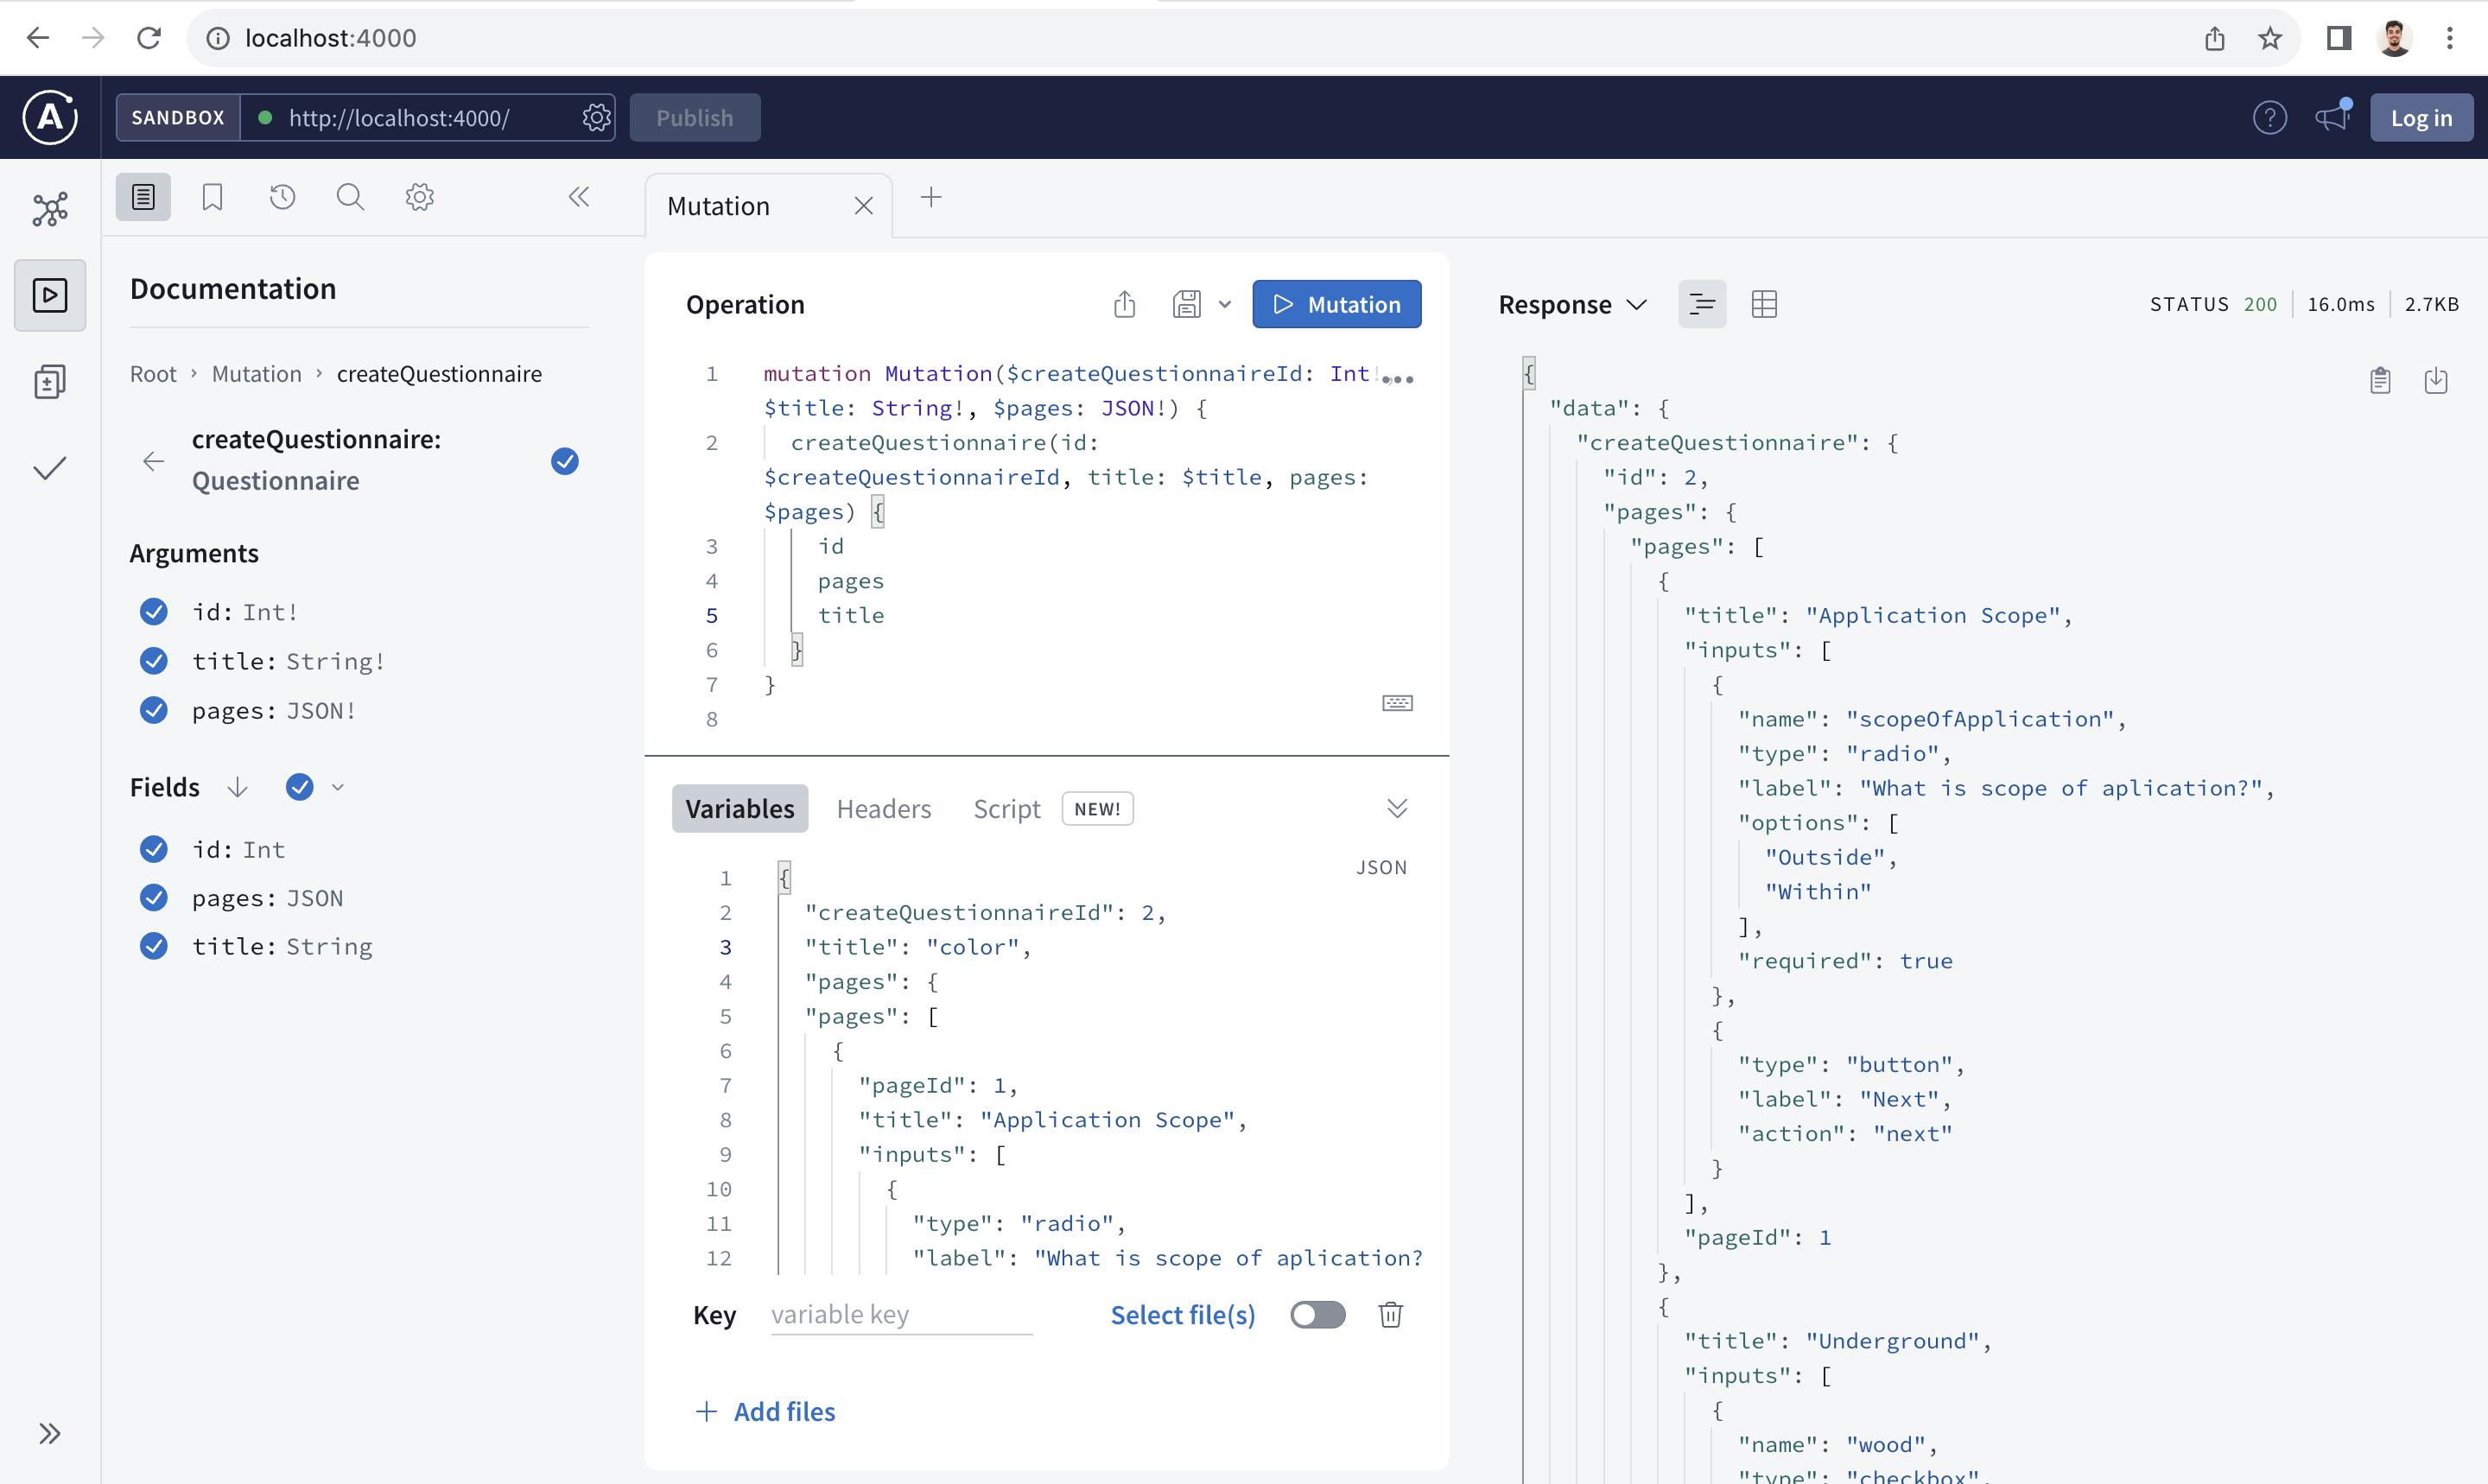 localhost:4000
SANDBOX
http://localhost:4000/
Publish
?
Log in
Mutation
Documentation
Root › Mutation › createQuestionnaire
createQuestionnaire:
Questionnaire
Arguments
id: Int!
title: String!
pages: JSON!
Fields
id: Int
pages: JSON
title: String
Operation
Mutation
1 mutation Mutation($createQuestionnaireId: Int!,
$title: String!, $pages: JSON!) {
2 createQuestionnaire(id:
$createQuestionnaireId, title: $title, pages:
$pages) {
3 id
4 pages
5 title
6 }
7 }
8
Variables
Headers
Script
NEW!
JSON
1 {
2 "createQuestionnaireId": 2,
3 "title": "color",
4 "pages": {
5 "pages": [
6 {
7 "pageId": 1,
8 "title": "Application Scope",
9 "inputs": [
10 {
11 "type": "radio",
12 "label": "What is scope of aplication?
Key
variable key
Select file(s)
+ Add files
Response
STATUS 200
16.0ms
2.7KB
{
"data": {
"createQuestionnaire": {
"id": 2,
"pages": {
"pages": [
{
"title": "Application Scope",
"inputs": [
{
"name": "scopeOfApplication",
"type": "radio",
"label": "What is scope of aplication?",
"options": [
"Outside",
"Within"
],
"required": true
},
{
"type": "button",
"label": "Next",
"action": "next"
}
],
"pageId": 1
},
{
"title": "Underground",
"inputs": [
{
"name": "wood",
"type": "checkbox",